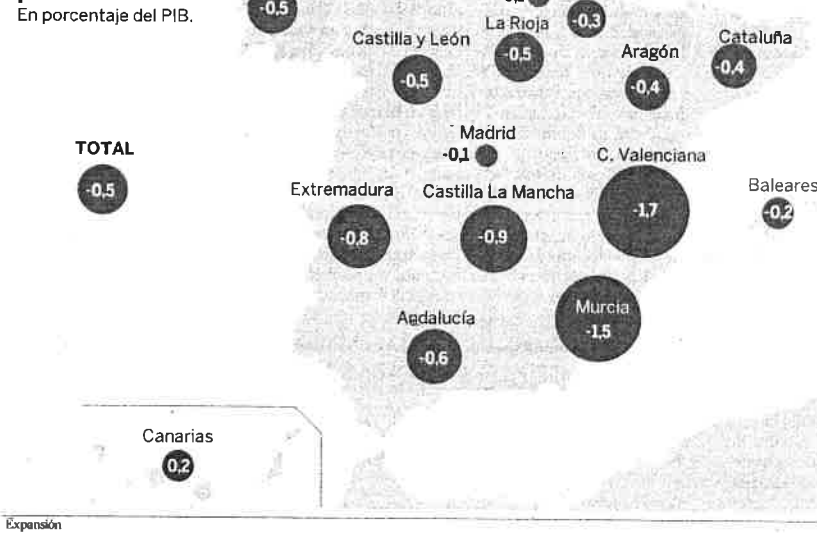 En porcentaje del PIB.
-0,5
-0,3
Castilla y León
-0,5
La Rioja
-0,5
Aragón
-0,4
Cataluña
-0,4
TOTAL
-0,5
Madrid
-0,1
C. Valenciana
-1,7
Baleares
-0,2
Extremadura
-0,8
Castilla La Mancha
-0,9
Murcia
-1,5
Andalucía
-0,6
Canarias
0,2
Expansión